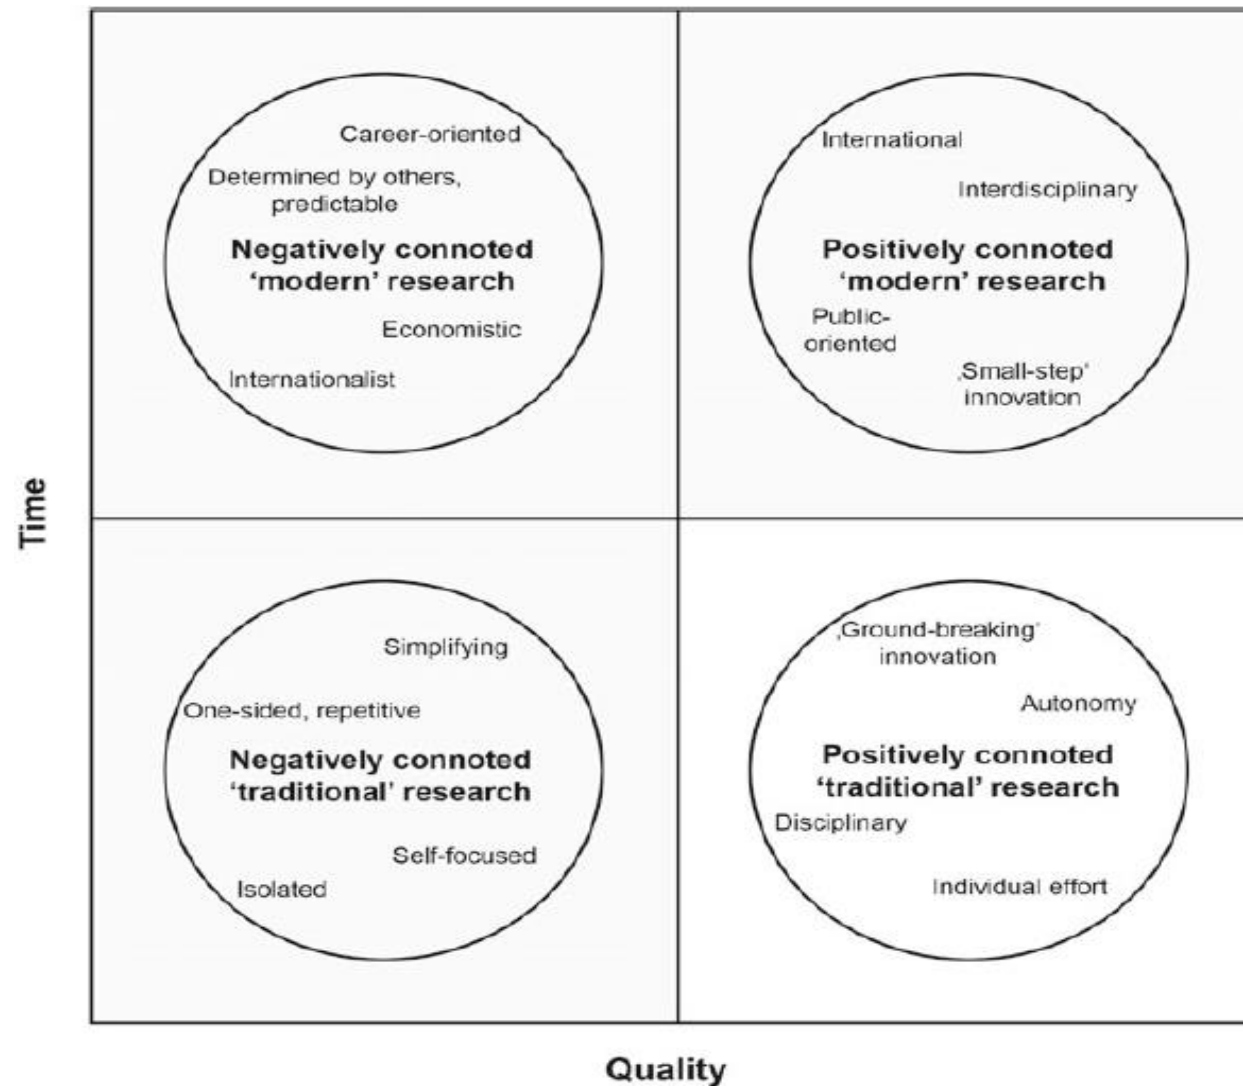 Career-oriented
Determined by others,
predictable
Negatively connoted
‘modern’ research
Economistic
Internationalist
International
Interdisciplinary
Positively connoted
‘modern’ research
Public-
oriented
‚Small-step‘
innovation
Time
Simplifying
One-sided, repetitive
Negatively connoted
‘traditional’ research
Self-focused
Isolated
‚Ground-breaking‘
innovation
Autonomy
Positively connoted
‘traditional’ research
Disciplinary
Individual effort
Quality